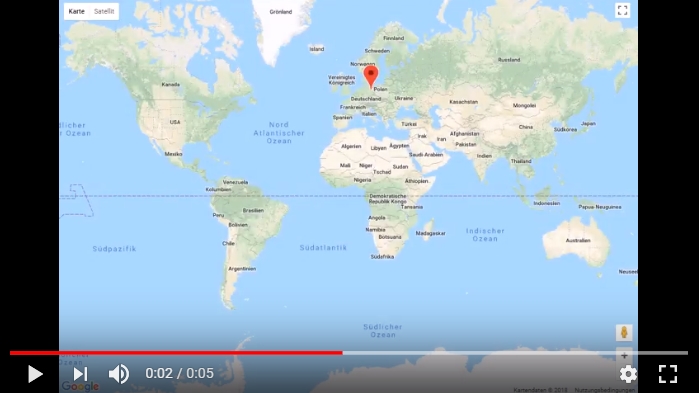 Karte Satellit
Grönland
Island
Finnland
Schweden
Norwegen
Russland
Vereinigtes
Königreich
Kanada
Polen
Deutschland
Ukraine
Frankreich
Kasachstan
Mongolei
Italien
Spanien
USA
Nord
Atlantischer
Ozean
Türkei
Japan
China
Südkorea
Afghanistan
Irak
Iran
Pakistan
Algerien
Libyen
Ägypten
Saudi-Arabien
Mexiko
Indien
Mali
Niger
Sudan
Tschad
Thailand
Nigeria
Äthiopien
Venezuela
Kolumbien
Demokratische
Republik Kongo
Indonesien
Papua-Neuguinea
Tansania
Brasilien
Peru
Angola
Bolivien
Namibia
Botsuana
Madagaskar
Indischer
Ozean
Australien
Chile
Südpazifik
Südatlantik
Südafrika
Argentinien
Neusee
Südlicher
Ozean
0:02 / 0:05
Google
Kartendaten © 2018 Nutzungsbedingungen